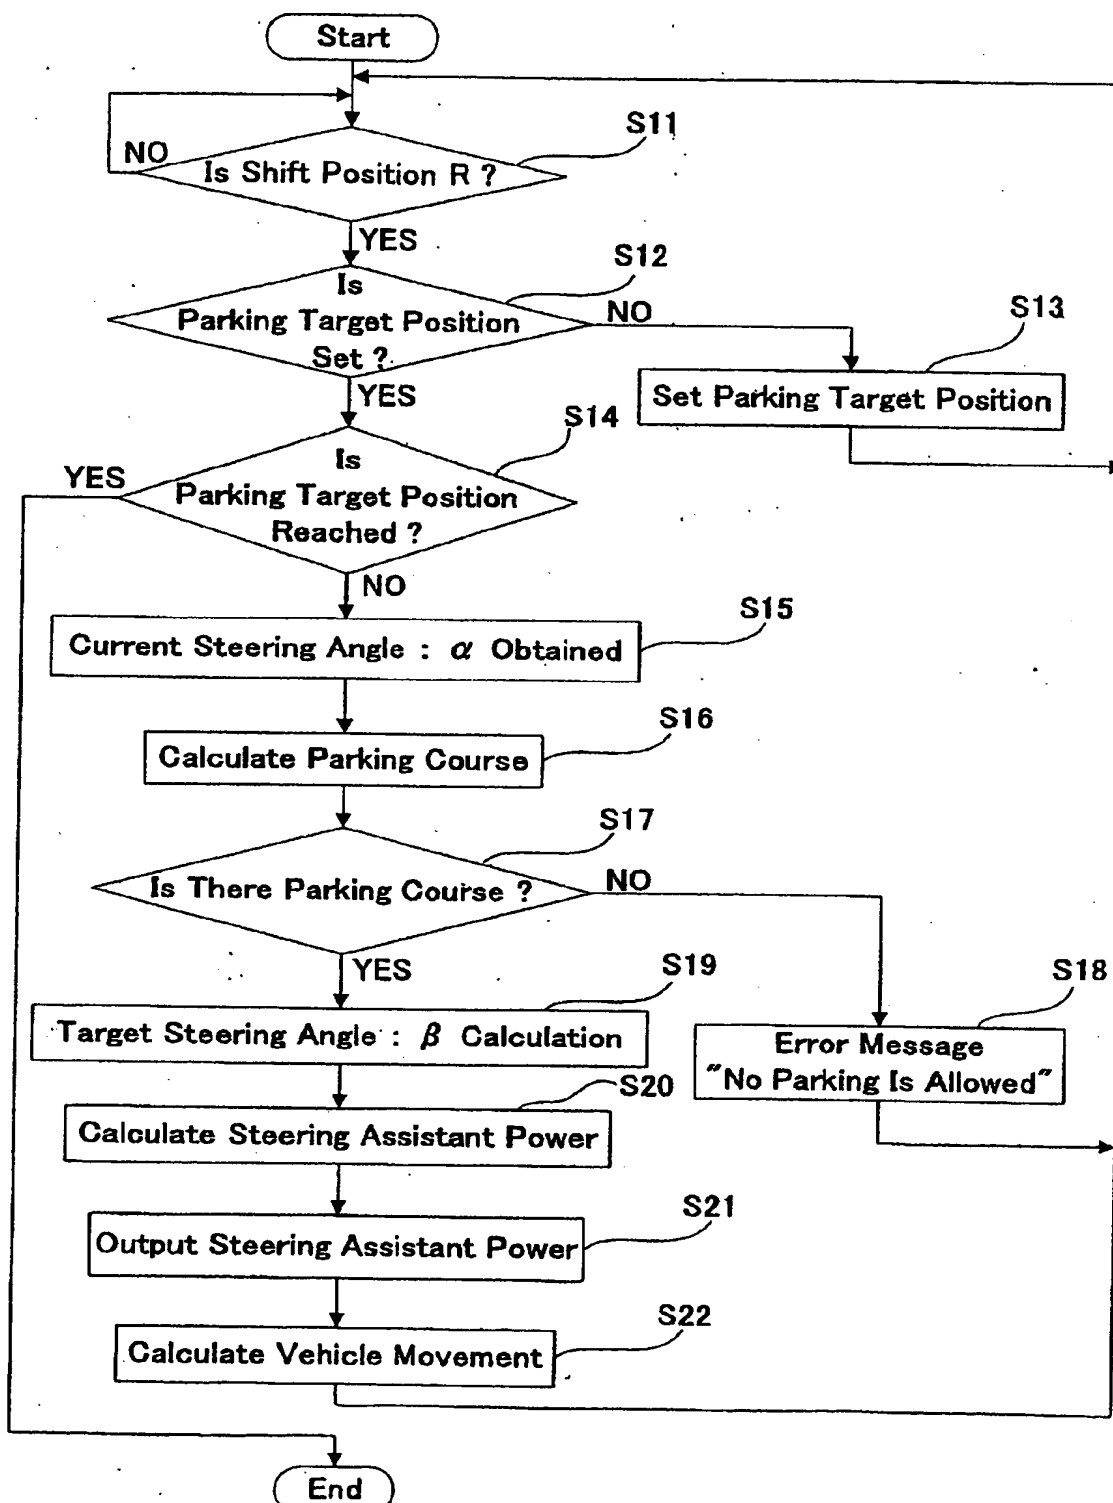 Start
S11
NO
Is Shift Position R ?
YES
S12
Is
Parking Target Position
Set ?
NO
S13
Set Parking Target Position
YES
S14
YES
Is
Parking Target Position
Reached ?
NO
S15
Current Steering Angle : α Obtained
S16
Calculate Parking Course
S17
Is There Parking Course ?
NO
YES
S19
S18
Target Steering Angle : β Calculation
Error Message
"No Parking Is Allowed"
S20
Calculate Steering Assistant Power
S21
Output Steering Assistant Power
S22
Calculate Vehicle Movement
End